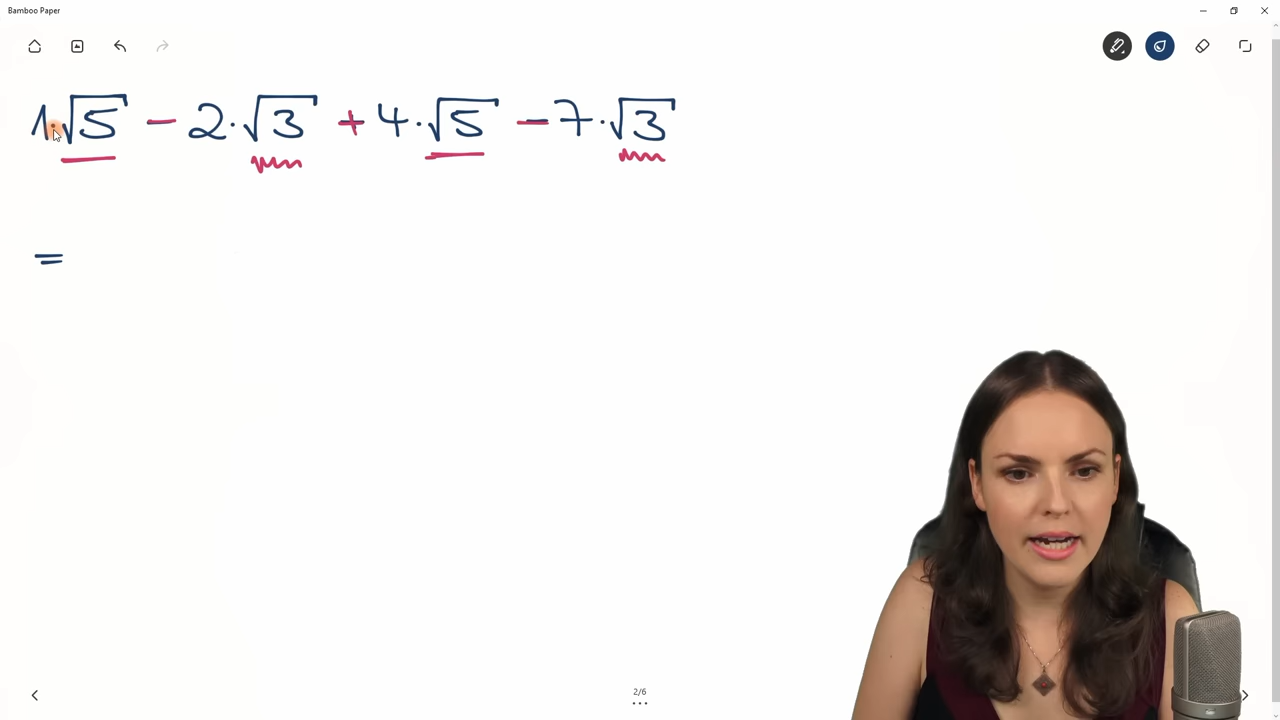 Bamboo Paper
1·√5 - 2·√3 + 4·√5 - 7·√3
=
2/6